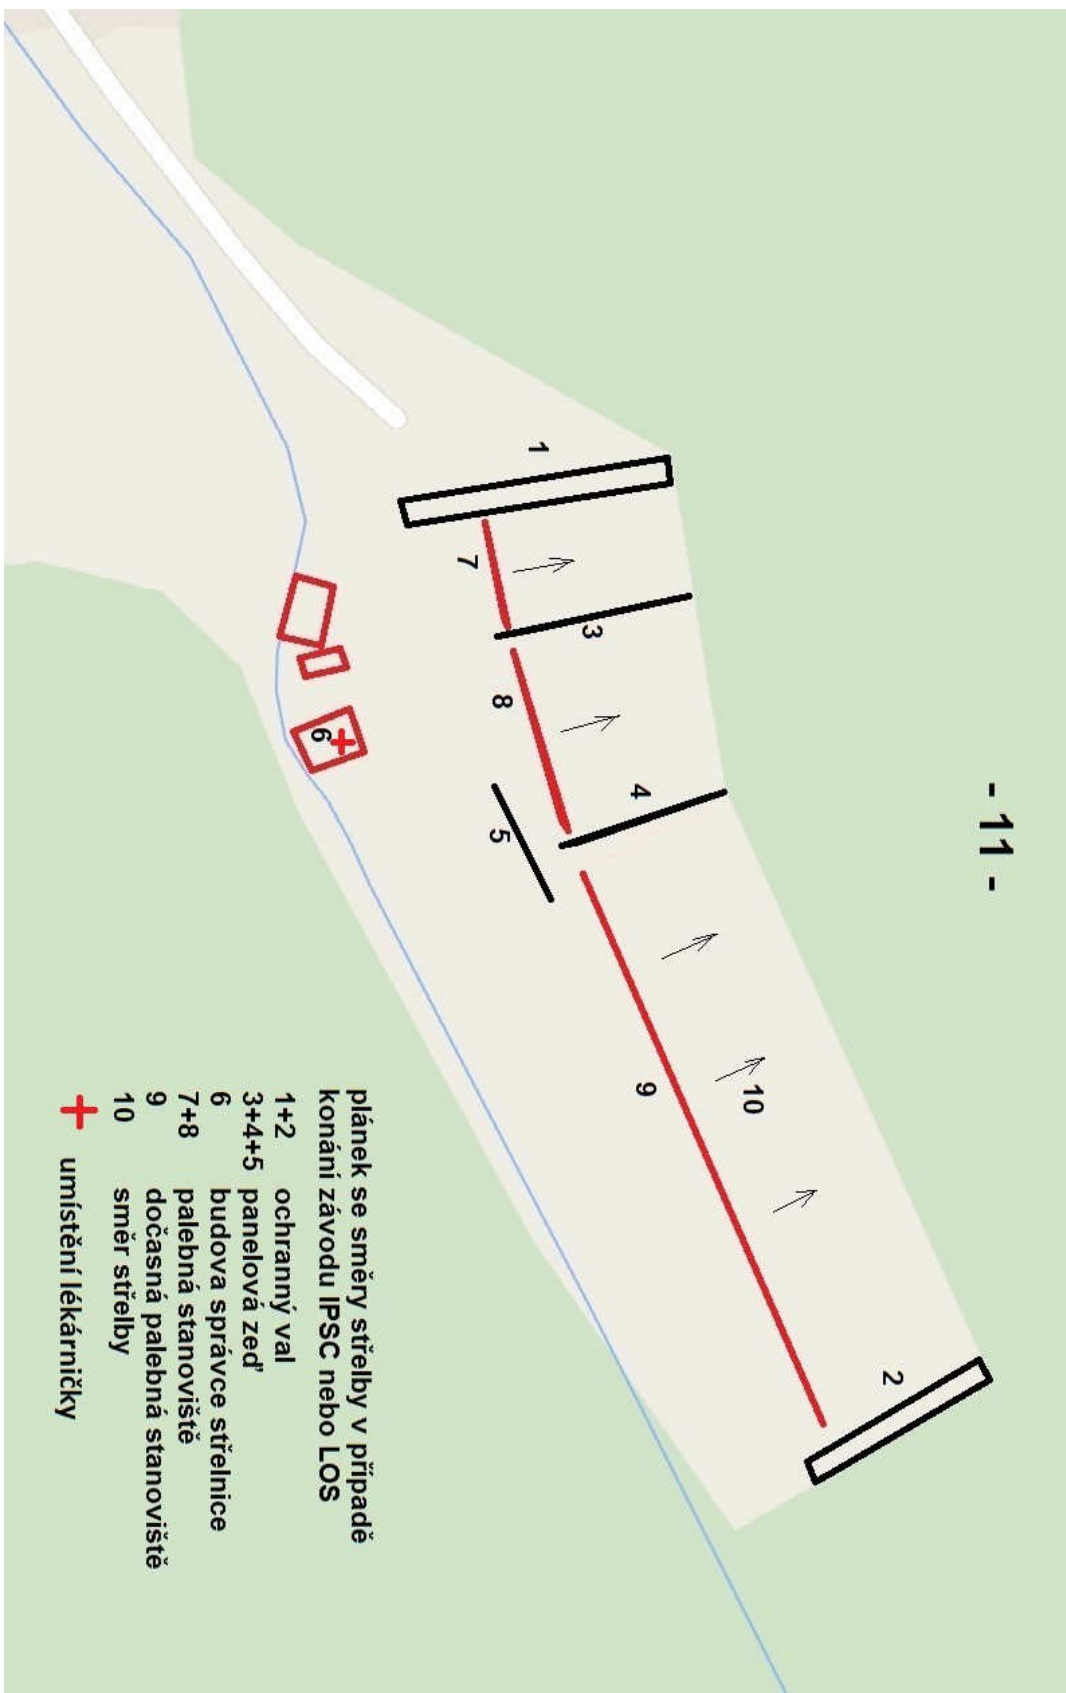 - 11 -
1
3
7
4
8
6
5
10
9
2
plánek se směry střelby v případě
konání závodu IPSC nebo LOS
1+2 ochranný val
3+4+5 panelová zeď
6 budova správce střelnice
7+8 palebná stanoviště
9 dočasná palebná stanoviště
10 směr střelby
umístění lékárničky